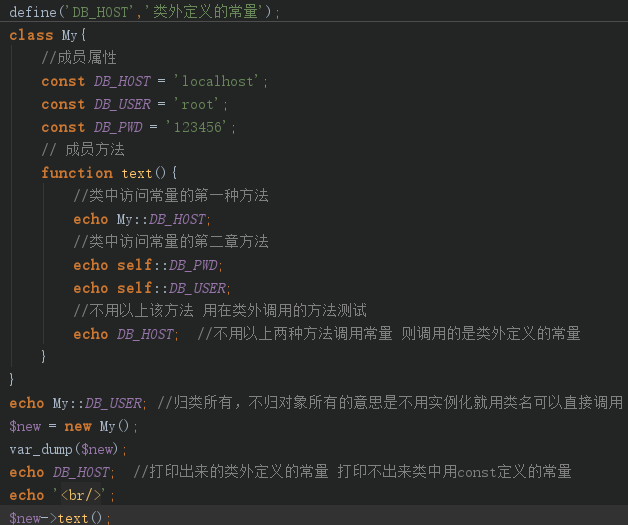 define('DB_HOST','类外定义的常量');
class My{
//成员属性
const DB_HOST = 'localhost';
const DB_USER = 'root';
const DB_PWD = '123456';
// 成员方法
function text(){
//类中访问常量的第一种方法
echo My::DB_HOST;
//类中访问常量的第二章方法
echo self::DB_PWD;
echo self::DB_USER;
//不用以上该方法 用在类外调用的方法测试
echo DB_HOST;  //不用以上两种方法调用常量 则调用的是类外定义的常量
}
}
echo My::DB_USER; //归类所有，不归对象所有的意思是不用实例化就用类名可以直接调用
$new = new My();
var_dump($new);
echo DB_HOST;  //打印出来的类外定义的常量 打印不出来类中用const定义的常量
echo '<br/>';
$new->text();